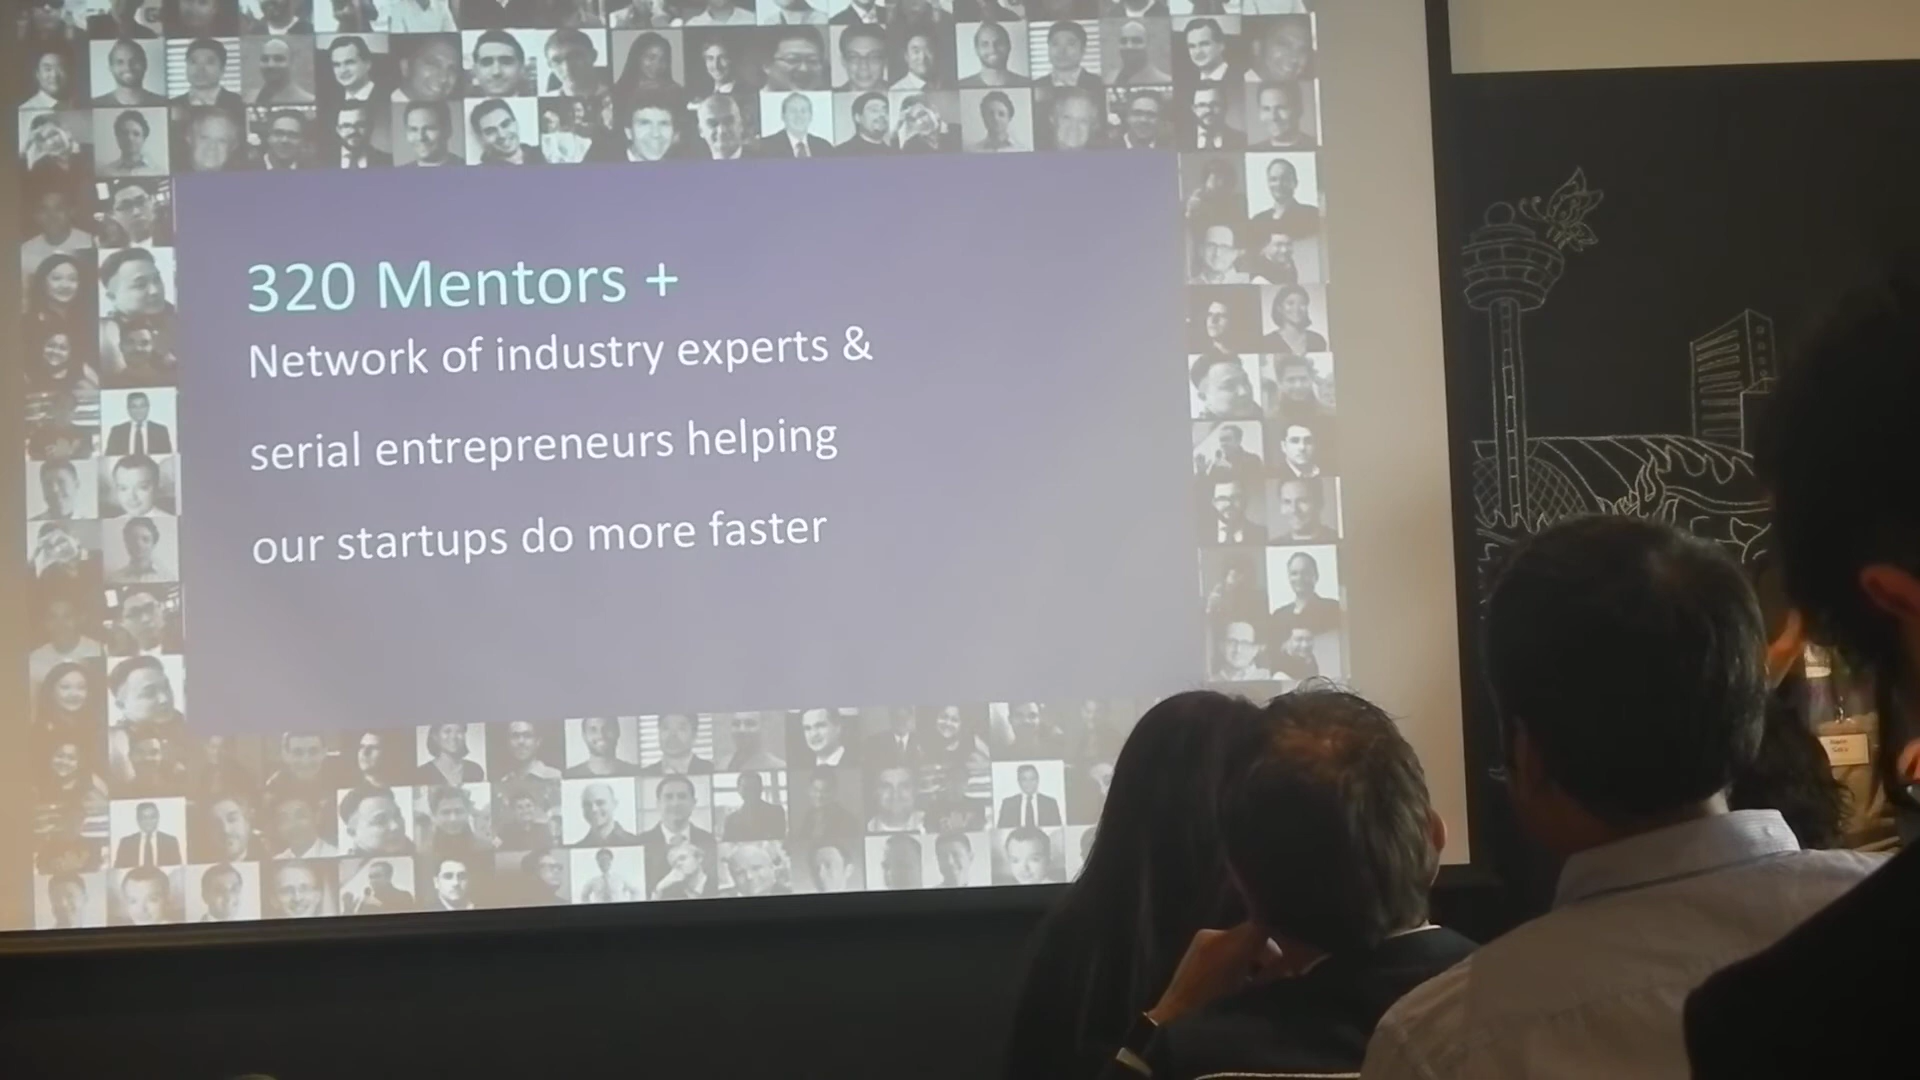 320 Mentors +
Network of industry experts &
serial entrepreneurs helping
our startups do more faster